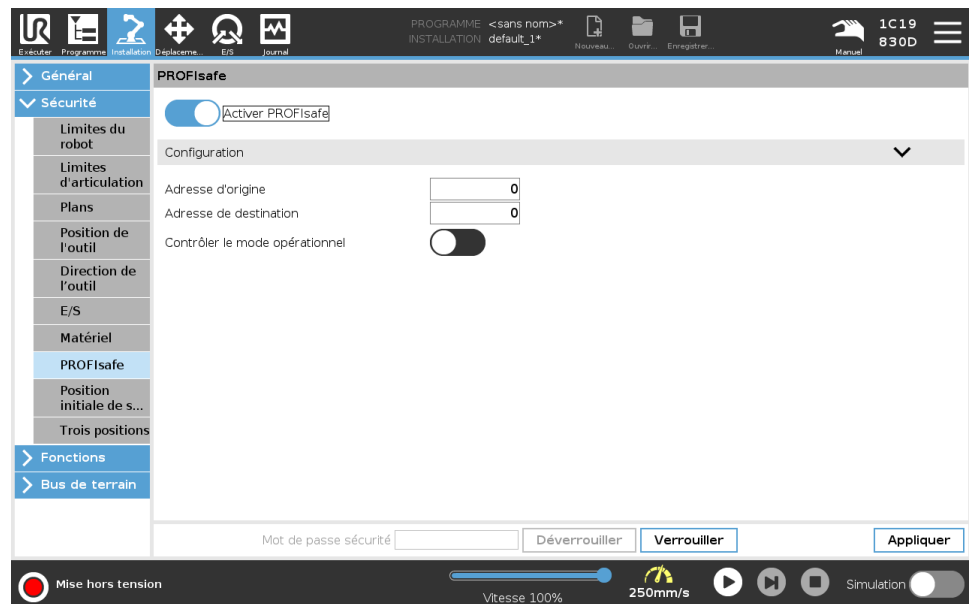 UR
PROGRAMME <sans nom>*
INSTALLATION default_1*
1C19
830D
Exécuter Programme Installation Déplaceme... E/S Journal
Nouveau... Ouvrir... Enregistrer...
Manuel
Général
PROFIsafe
Sécurité
Activer PROFIsafe
Limites du
robot
Configuration
Limites
d'articulation
Adresse d'origine 0
Plans
Adresse de destination 0
Position de
l'outil
Contrôler le mode opérationnel
Direction de
l'outil
E/S
Matériel
PROFIsafe
Position
initiale de s...
Trois positions
Fonctions
Bus de terrain
Mot de passe sécurité Déverrouiller Verrouiller Appliquer
Mise hors tension
Vitesse 100%
250mm/s
Simulation